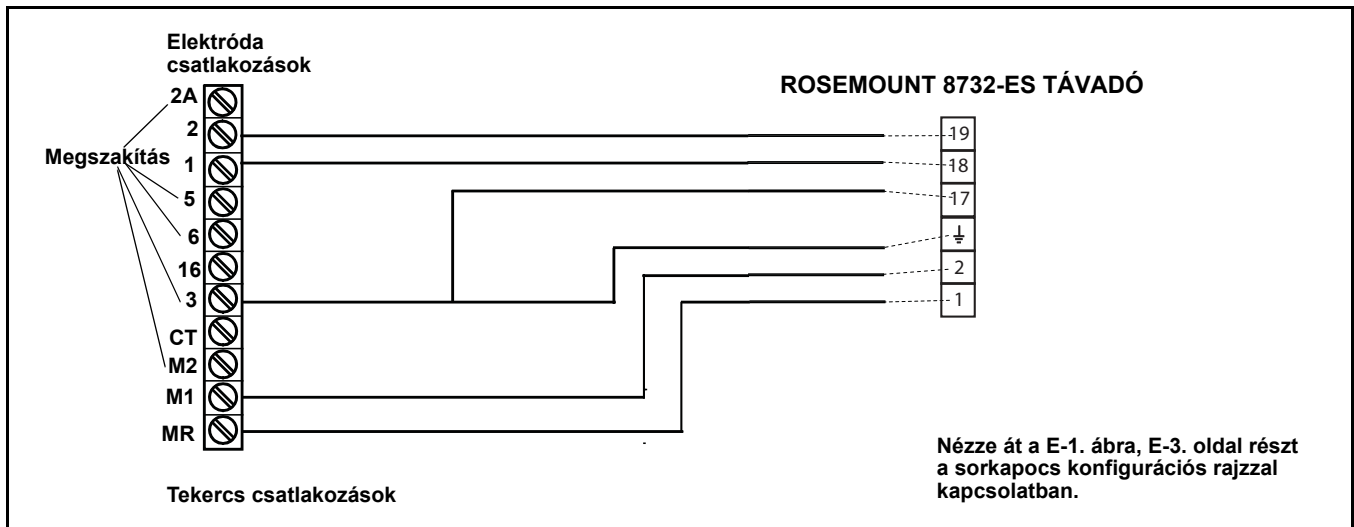 Elektróda
csatlakozások
ROSEMOUNT 8732-ES TÁVADÓ
2A
2
Megszakítás
1
5
6
16
3
CT
M2
M1
MR
19
18
17
2
1
Tekercs csatlakozások
Nézze át a E-1. ábra, E-3. oldal részt
a sorkapocs konfigurációs rajzzal
kapcsolatban.